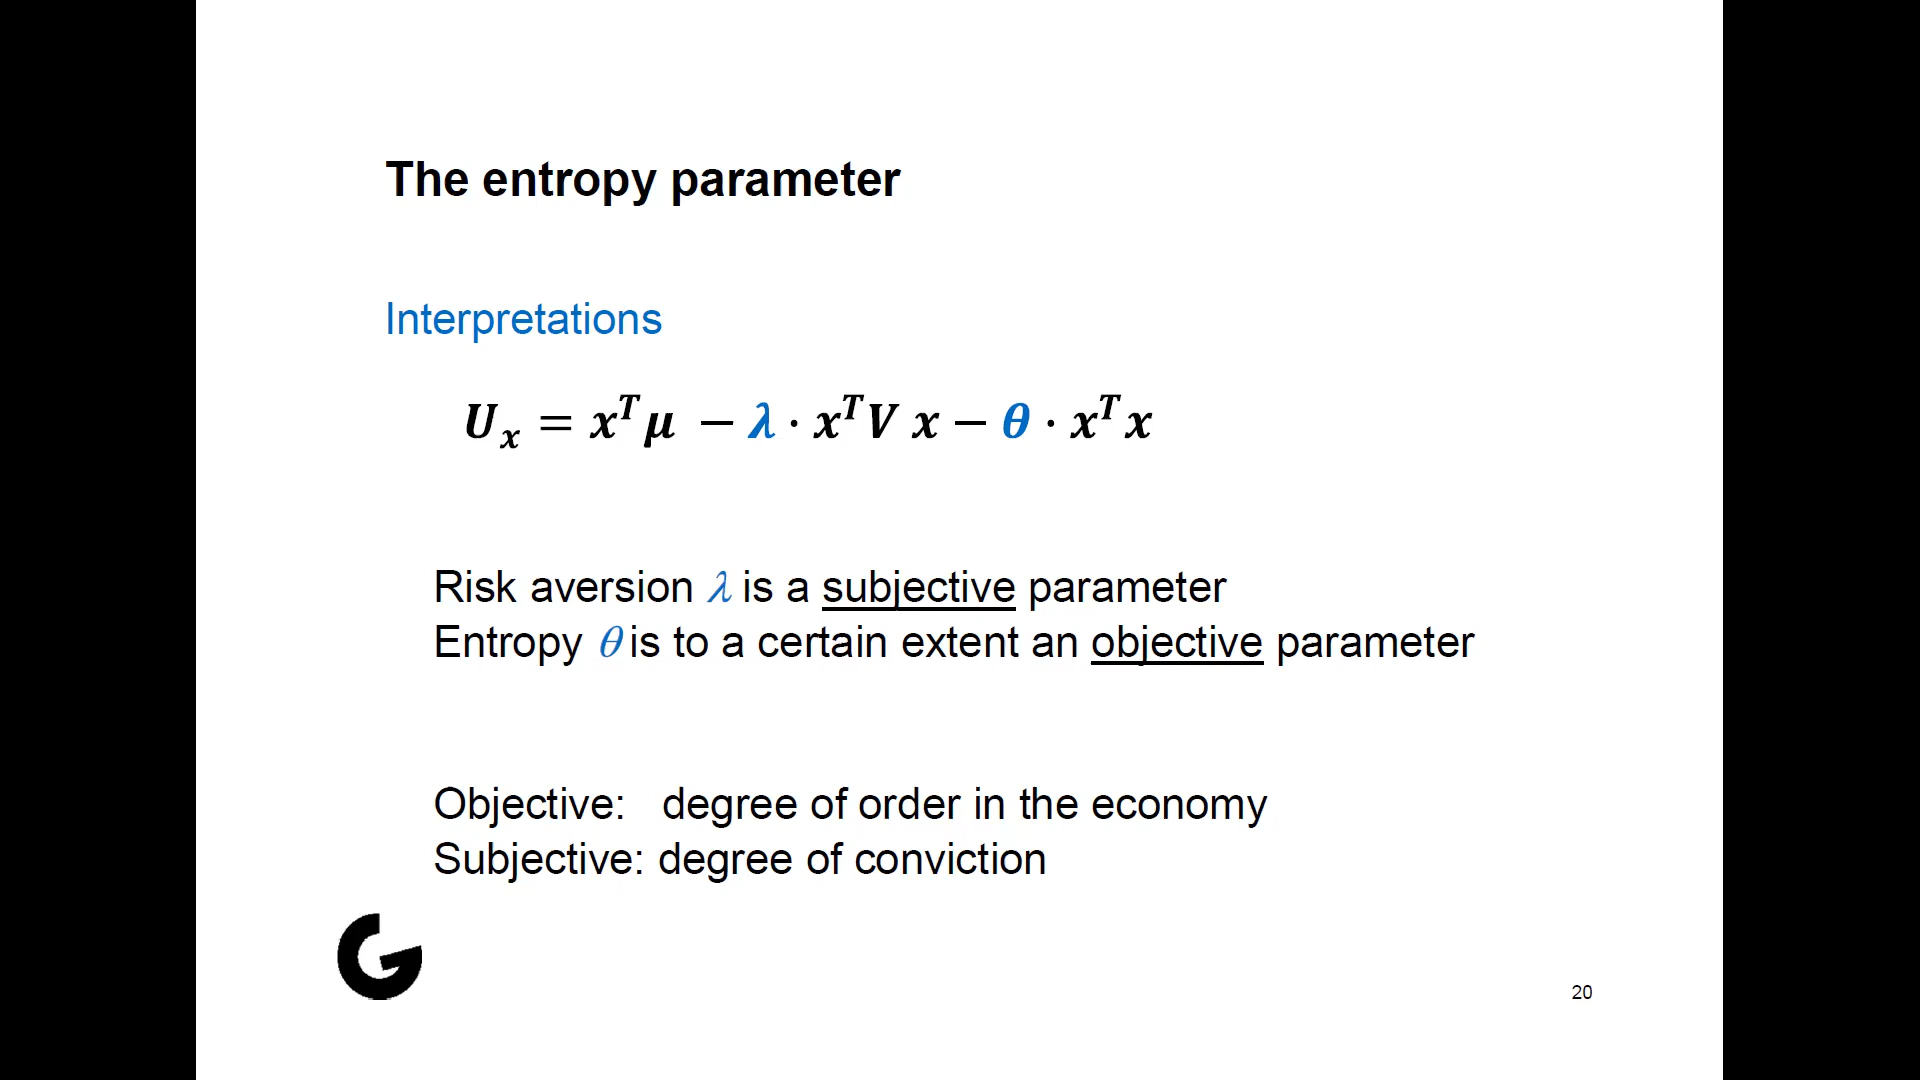 The entropy parameter
Interpretations
U_x = x^T μ − λ · x^T V x − θ · x^T x
Risk aversion λ is a subjective parameter
Entropy θ is to a certain extent an objective parameter
Objective: degree of order in the economy
Subjective: degree of conviction
G
20